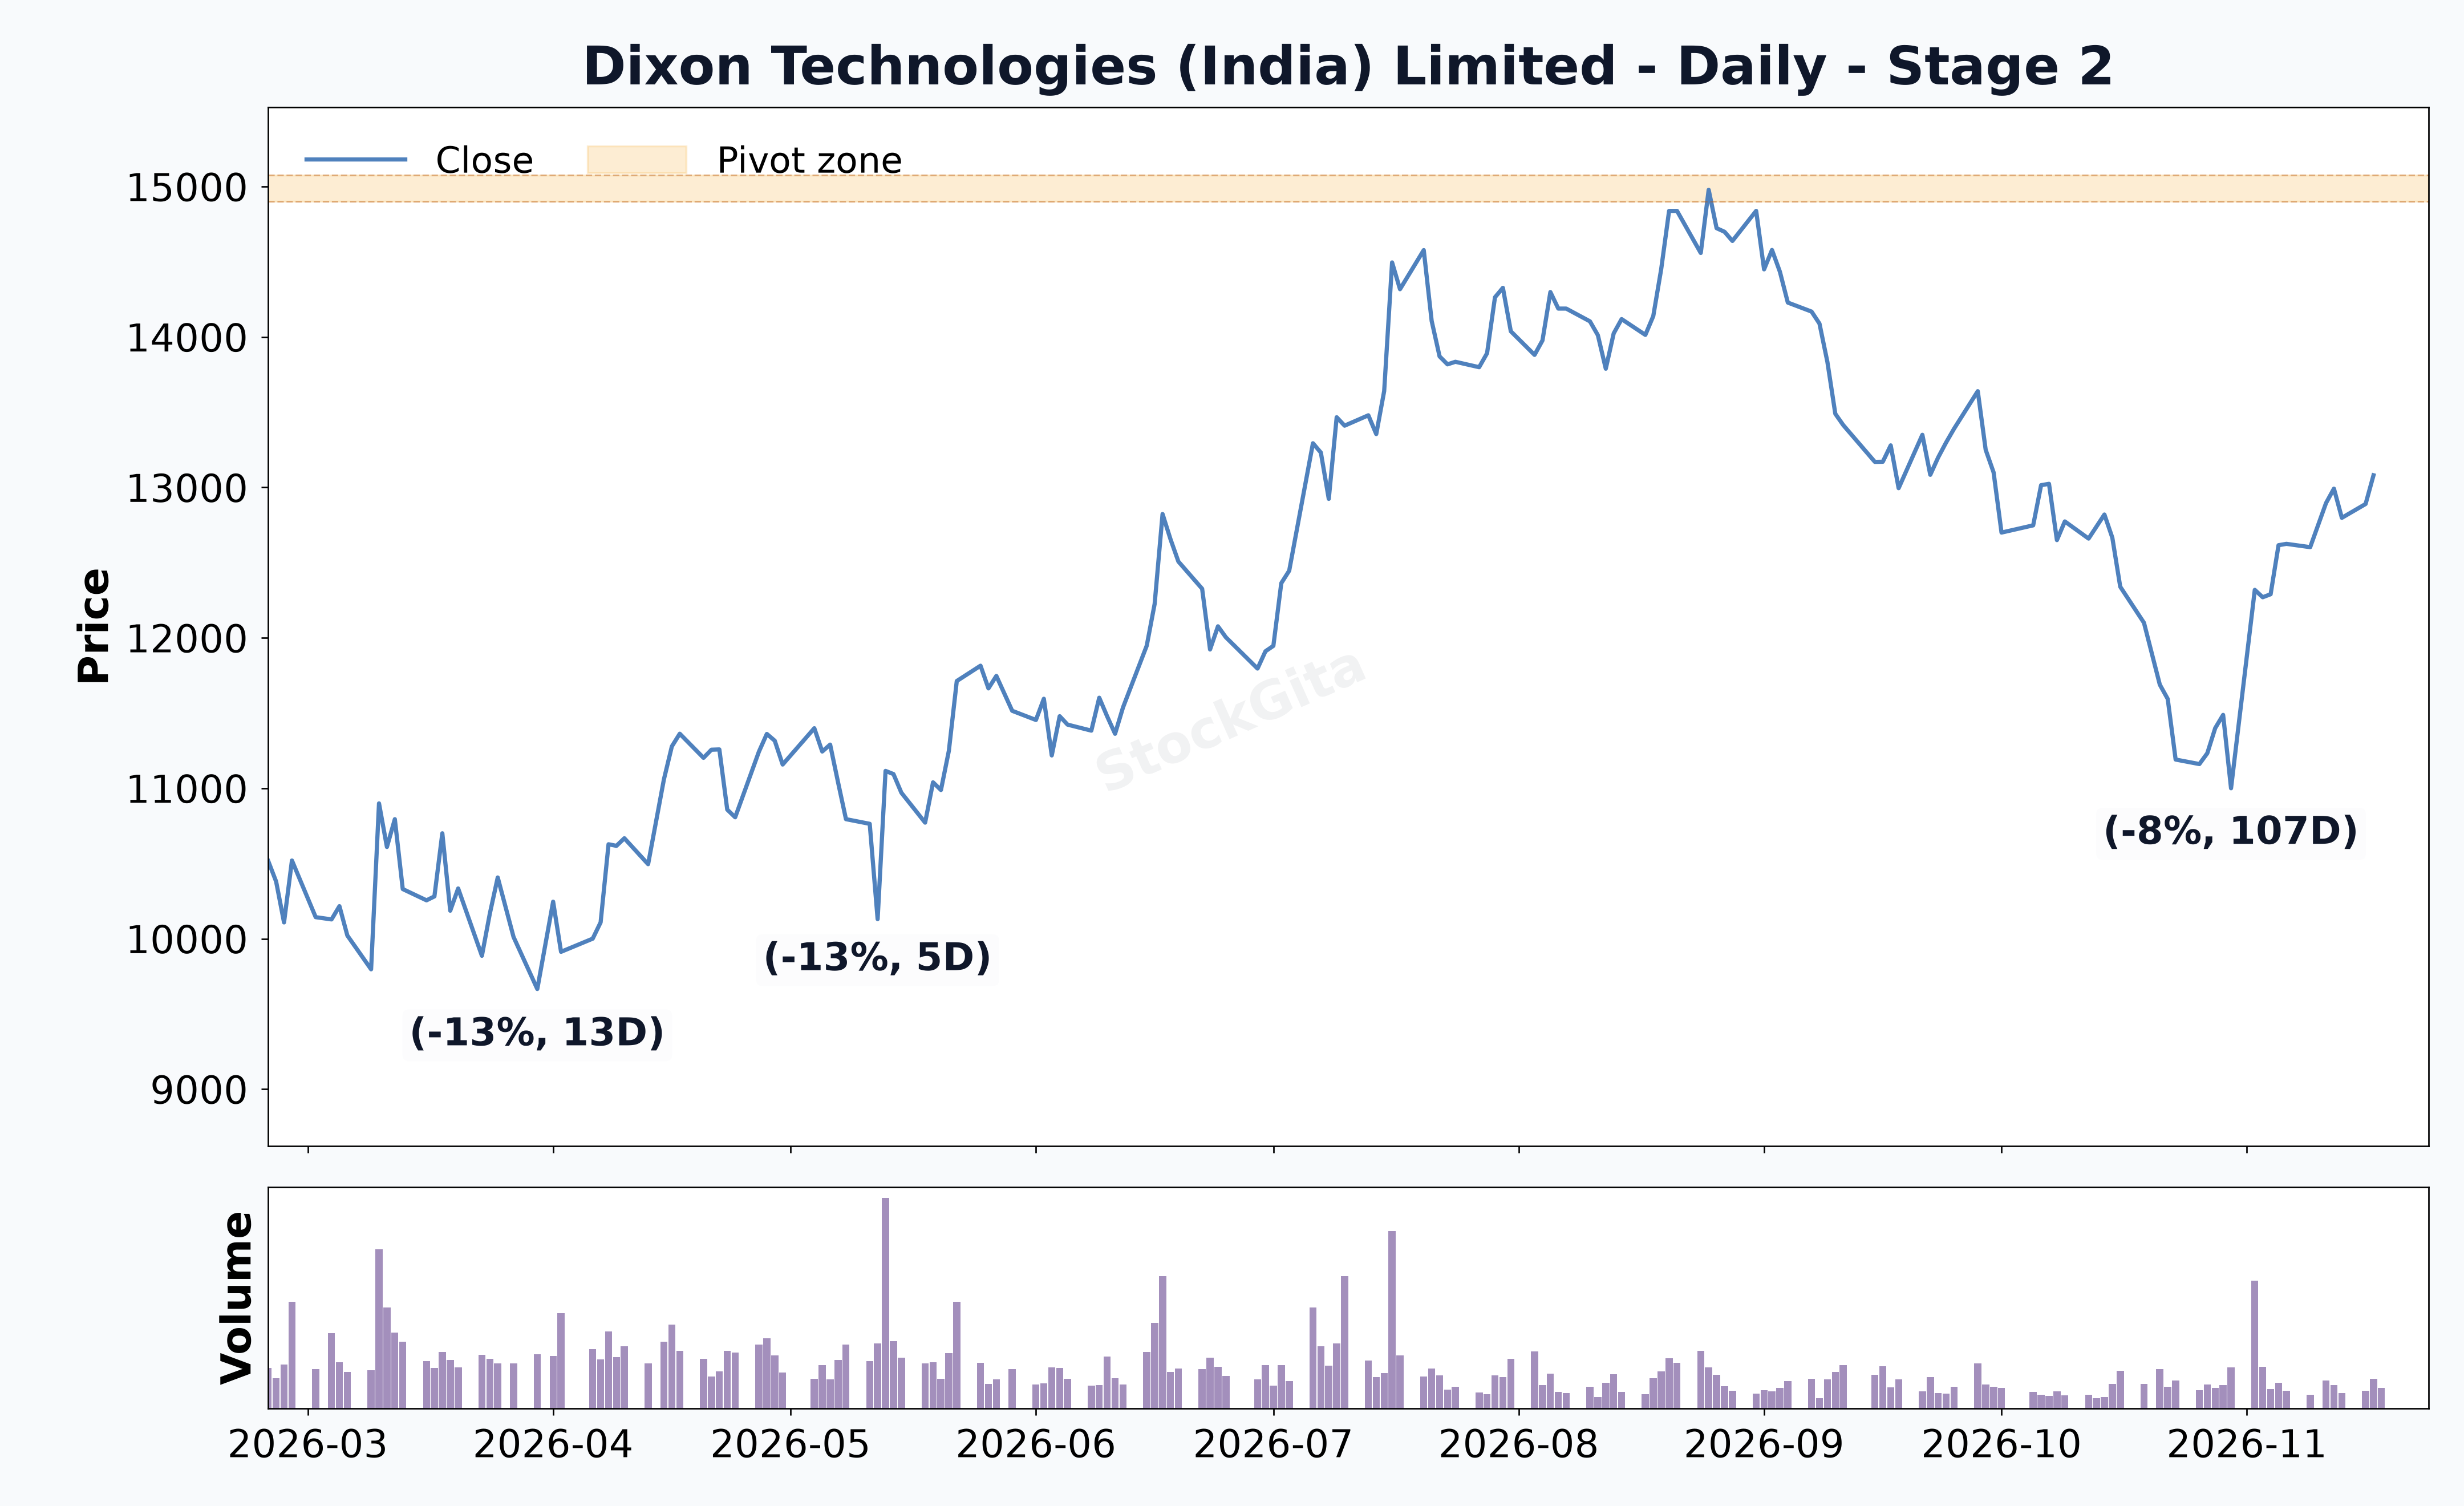 Dixon Technologies (India) Limited - Daily - Stage 2
Close
Pivot zone
15000
14000
13000
12000
11000
10000
9000
Price
StockGita
(-13%, 13D)
(-13%, 5D)
(-8%, 107D)
Volume
2026-03
2026-04
2026-05
2026-06
2026-07
2026-08
2026-09
2026-10
2026-11